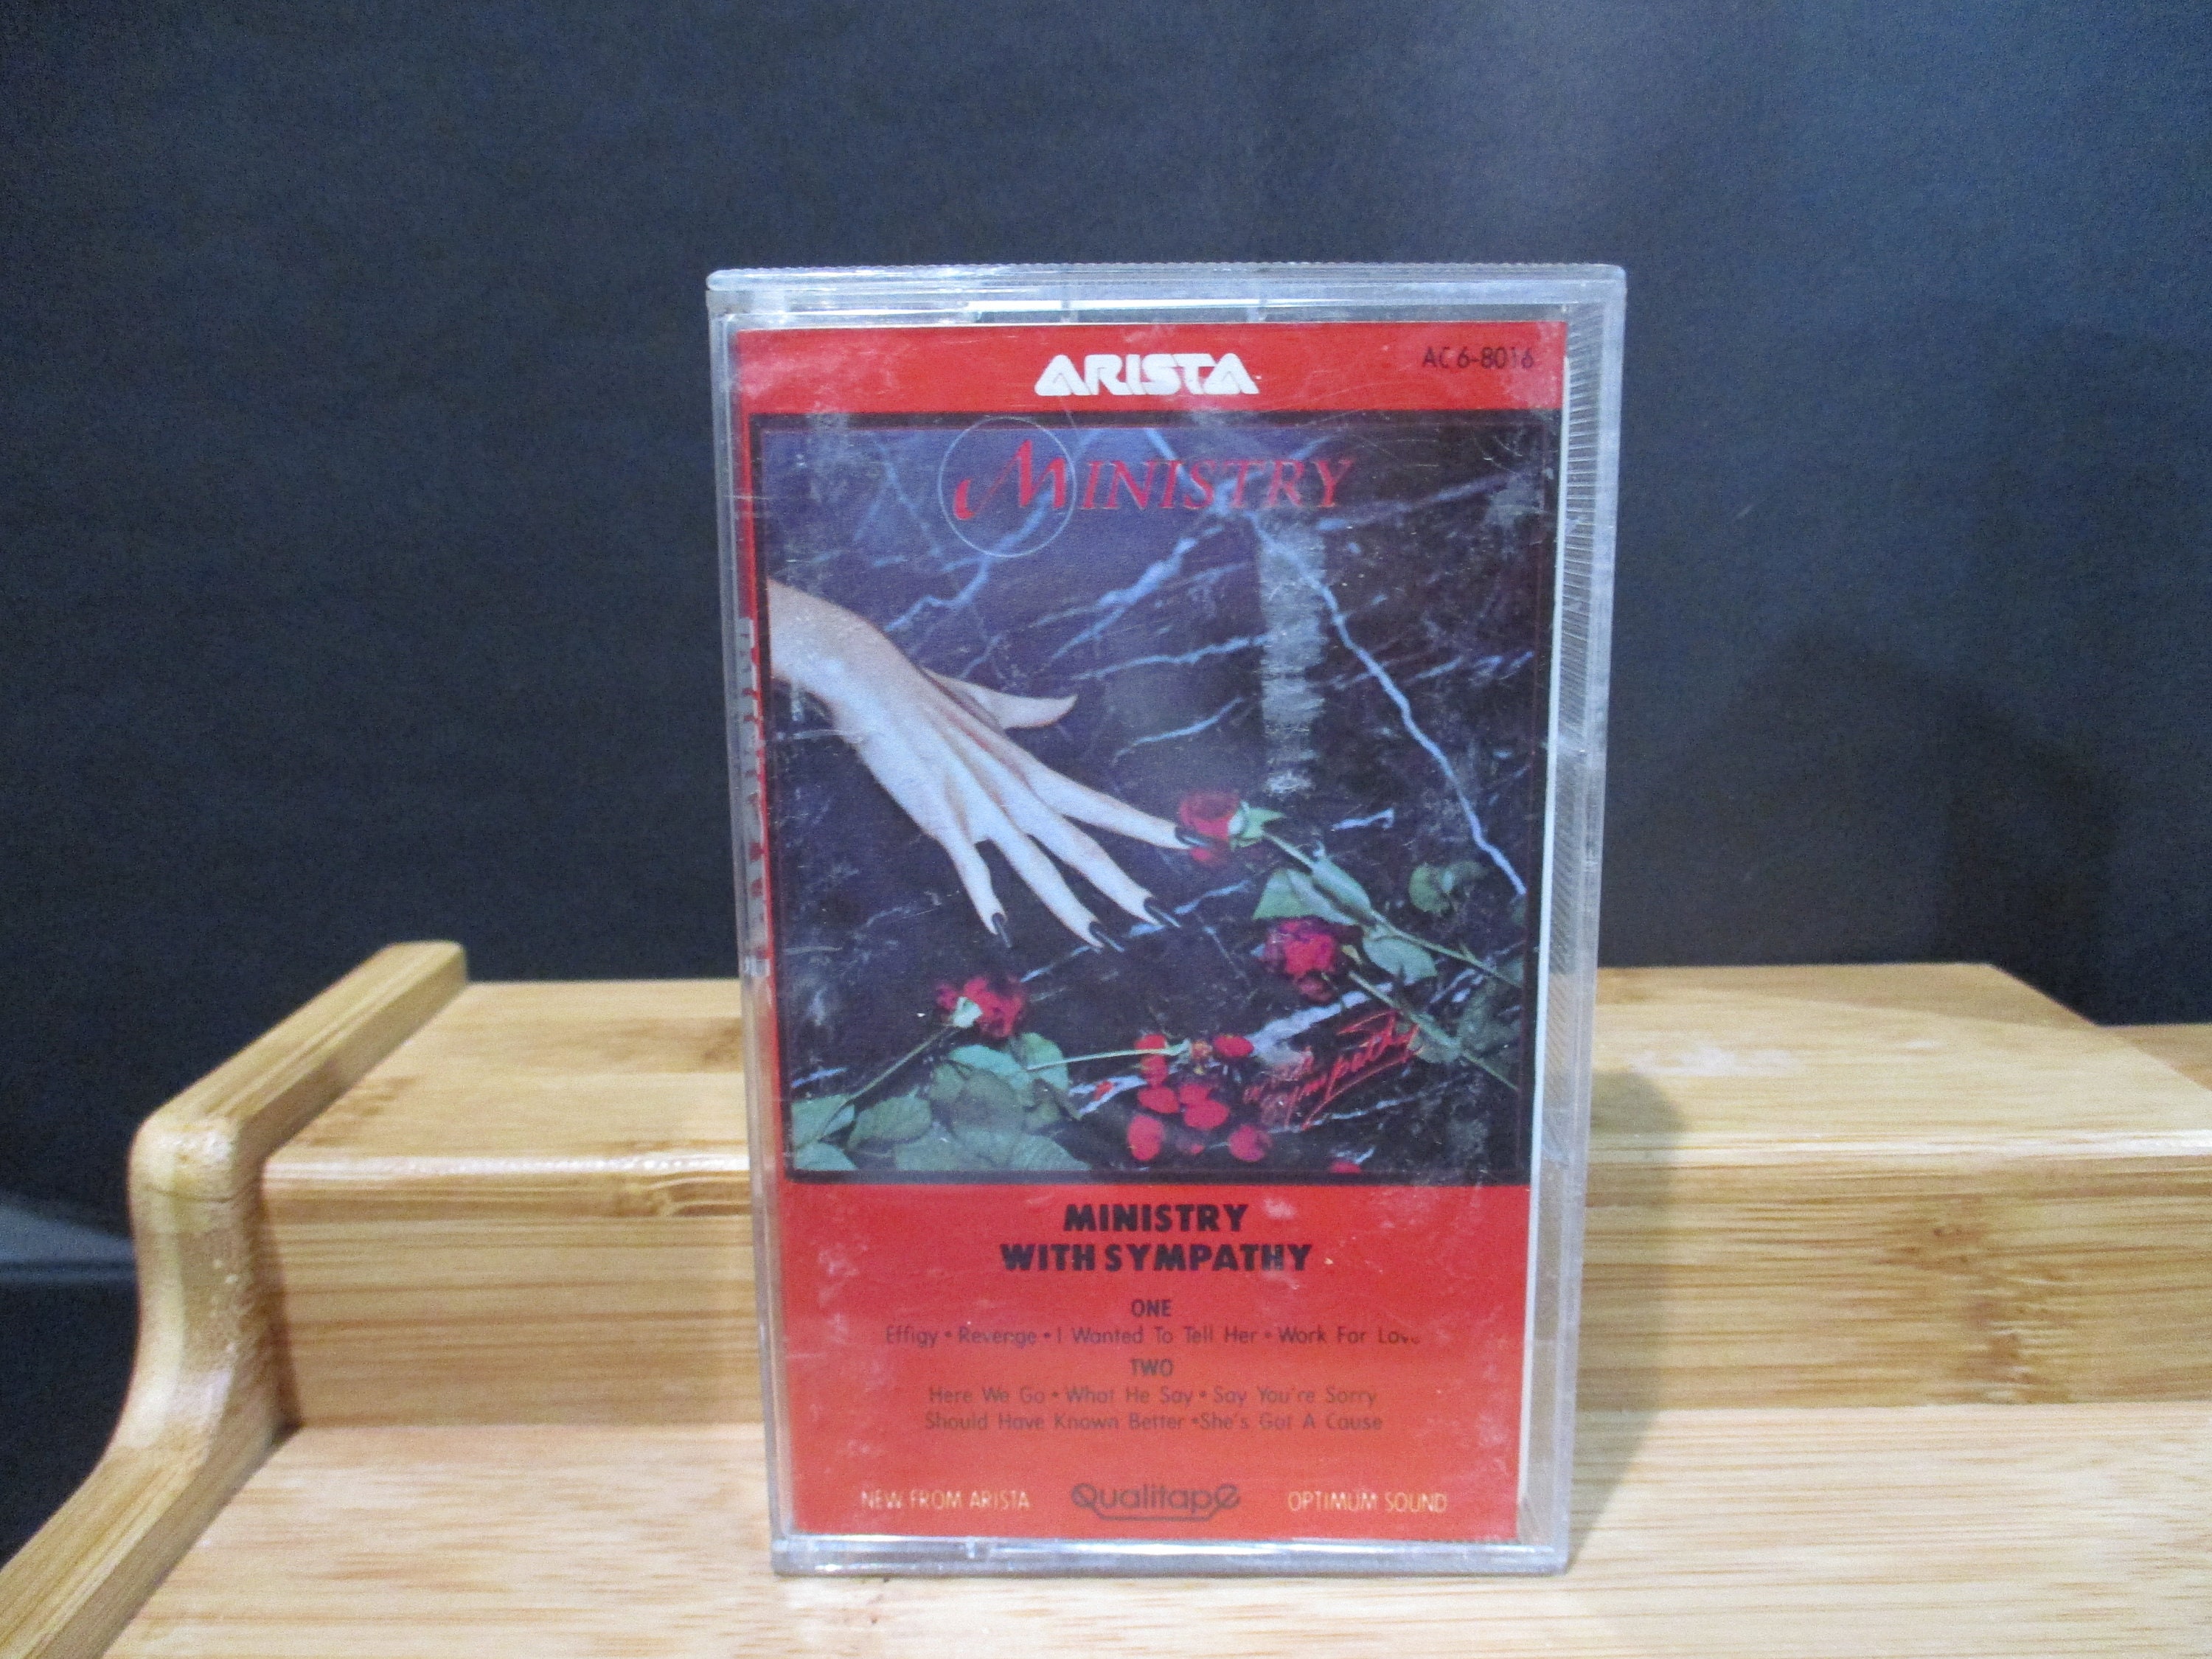 ARISTA
AC6-8016
MINISTRY
with
Sympathy
MINISTRY
WITH SYMPATHY
ONE
Effigy • Revenge • I Wanted To Tell Her • Work For Love
TWO
Here We Go • What He Say • Say You're Sorry
Should Have Known Better • She's Got A Cause
NEW FROM ARISTA Qualitape OPTIMUM SOUND